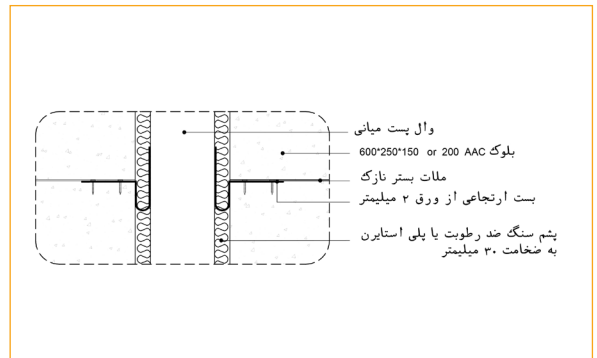 وال پست میانی
بلوک 600*250*150 or 200 AAC
ملات بستر نازک
بست ارتجاعی از ورق ۲ میلیمتر
پشم سنگ ضد رطوبت یا پلی استایرن
به ضخامت ۳۰ میلیمتر